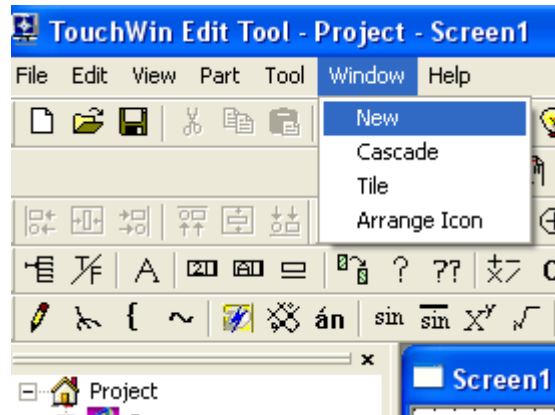 TouchWin Edit Tool - Project - Screen1
File Edit View Part Tool Window Help
New
Cascade
Tile
Arrange Icon
T/F A 2D ?  ??
án sin sin X^Y √
Screen1
Project